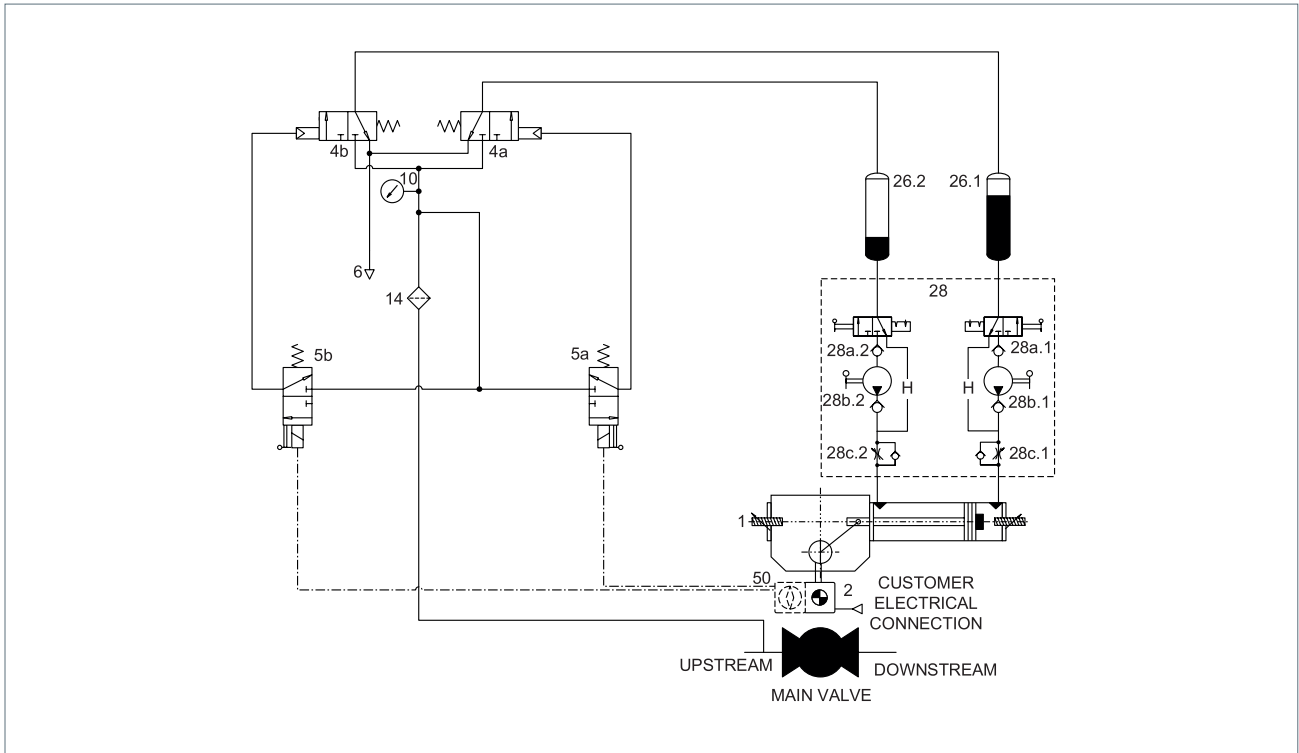 4b
4a
10
26.2
26.1
6
28
14
5b
5a
28a.2
28a.1
H
H
28b.2
28b.1
28c.2
28c.1
1
50
2
CUSTOMER
ELECTRICAL
CONNECTION
UPSTREAM
DOWNSTREAM
MAIN VALVE